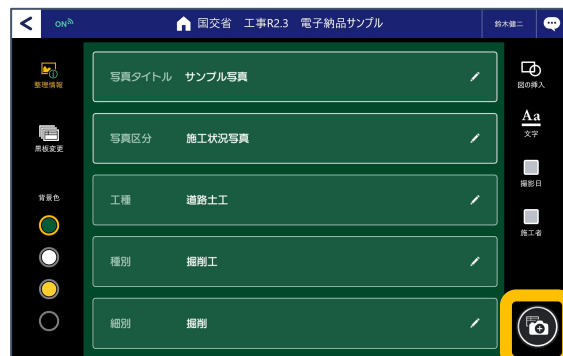 ON
国交省 工事R2.3 電子納品サンプル
鈴木健二
整理情報
黒板変更
背景色
写真タイトル サンプル写真
写真区分 施工状況写真
工種 道路土工
種別 掘削工
細別 掘削
図の挿入
Aa
文字
撮影日
施工者